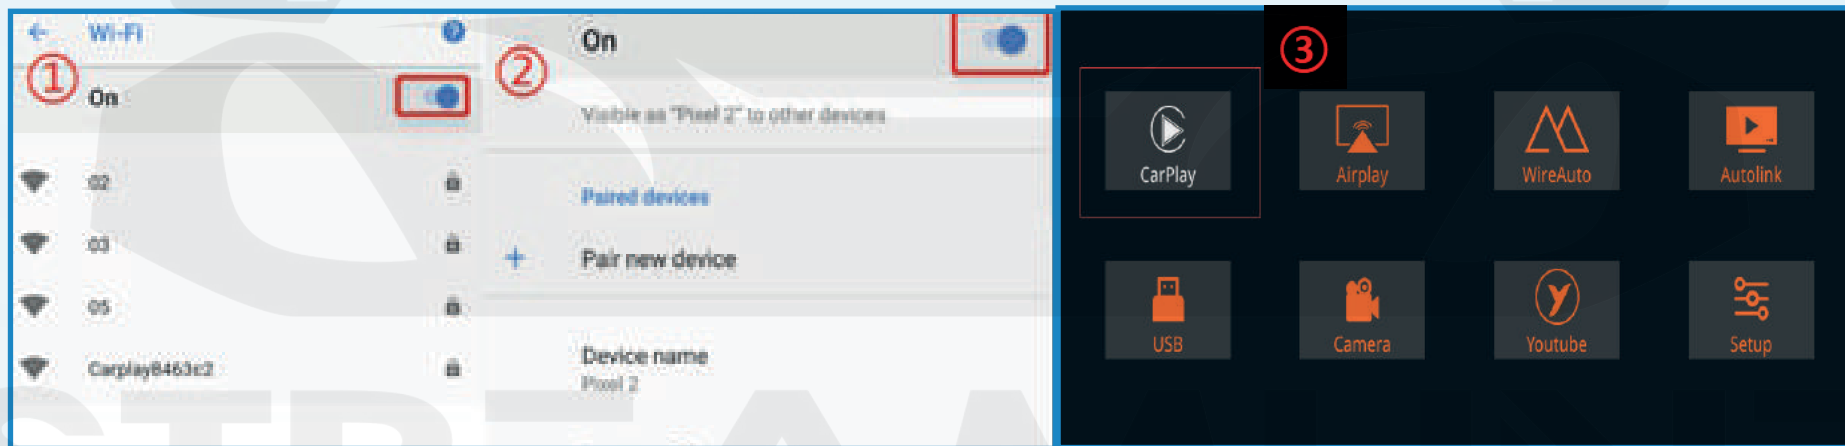 Wi-Fi
①
On
02
03
05
Carplay8463c2
②
On
Visible as "Pixel 2" to other devices
Paired devices
+ Pair new device
Device name
Pixel 2
③
CarPlay
Airplay
WireAuto
Autolink
USB
Camera
Youtube
Setup